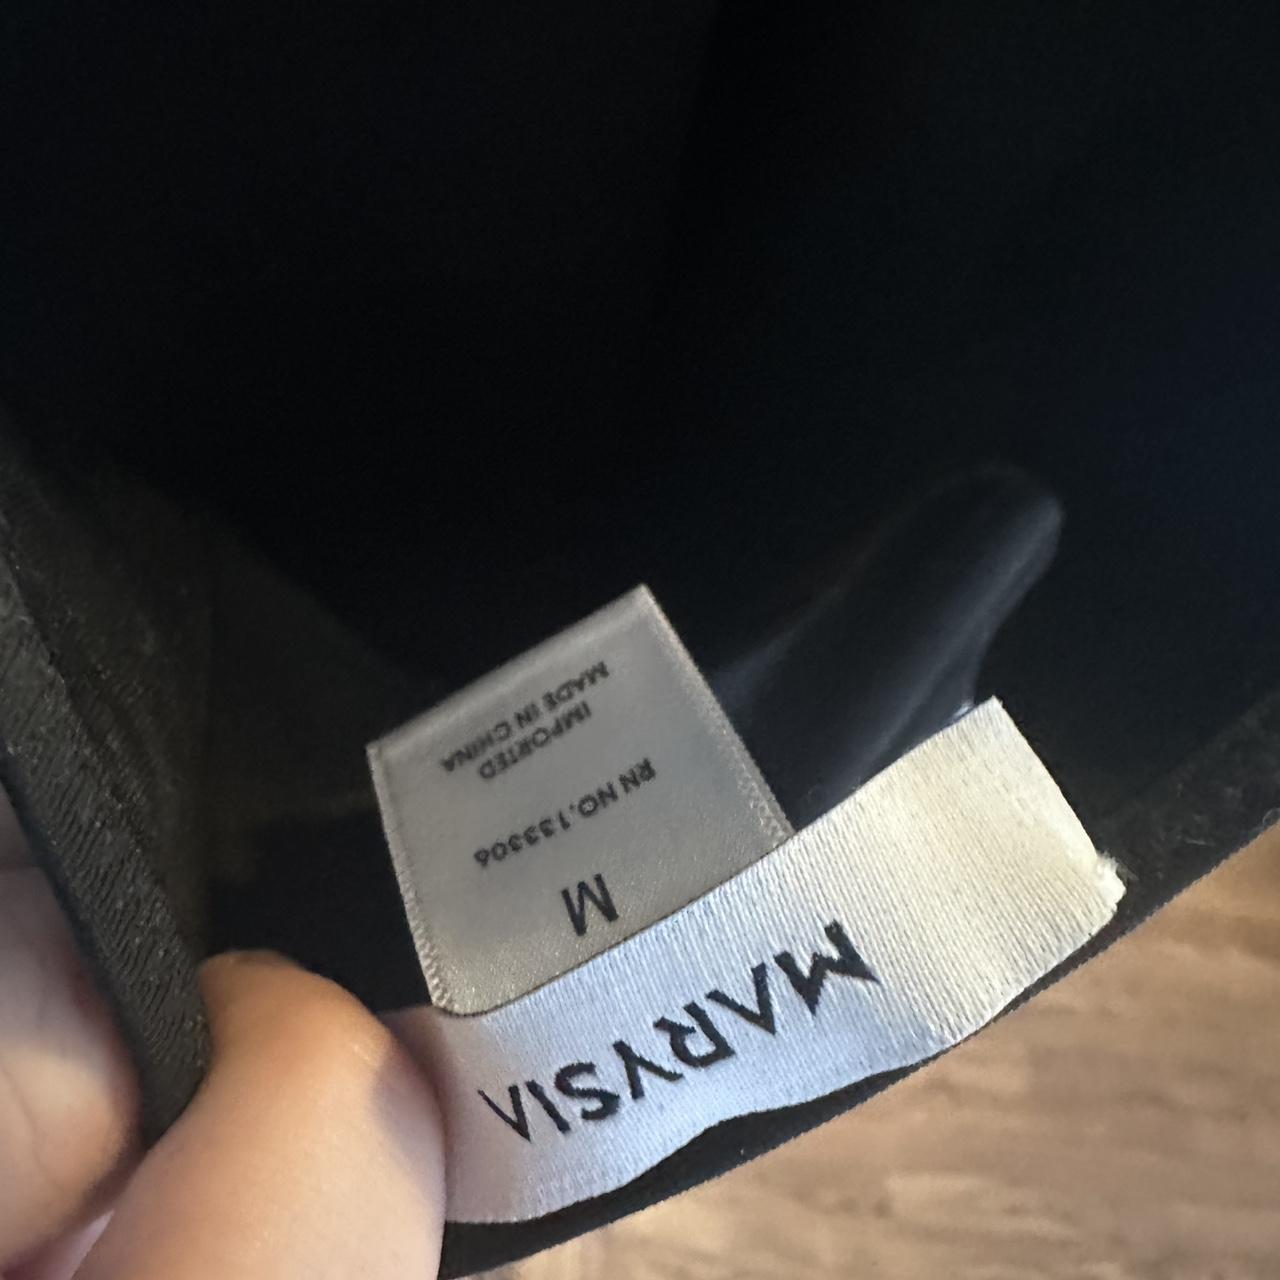 MARYSIA
M
RN NO.133306
IMPORTED
MADE IN CHINA